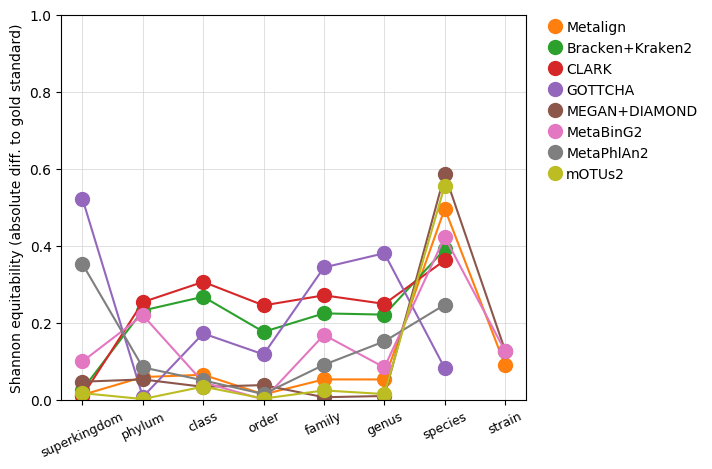 Shannon equitability (absolute diff. to gold standard)
1.0
0.8
0.6
0.4
0.2
0.0
superkingdom
phylum
class
order
family
genus
species
strain
Metalign
Bracken+Kraken2
CLARK
GOTTCHA
MEGAN+DIAMOND
MetaBinG2
MetaPhlAn2
mOTUs2